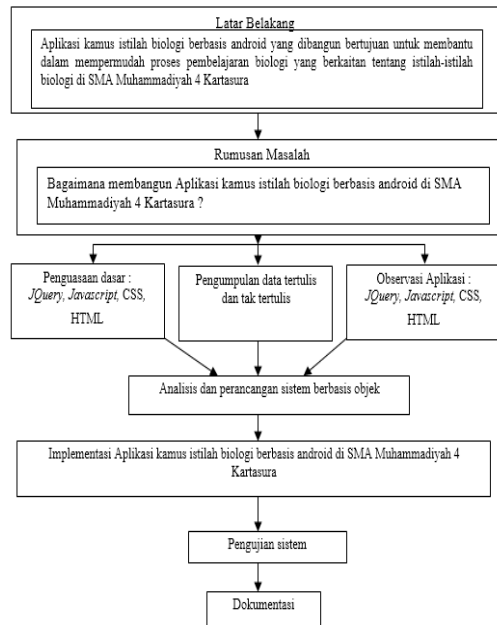 Latar Belakang
Aplikasi kamus istilah biologi berbasis android yang dibangun bertujuan untuk membantu
dalam mempermudah proses pembelajaran biologi yang berkaitan tentang istilah-istilah
biologi di SMA Muhammadiyah 4 Kartasura
Rumusan Masalah
Bagaimana membangun Aplikasi kamus istilah biologi berbasis android di SMA
Muhammadiyah 4 Kartasura ?
Penguasaan dasar :
JQuery, Javascript, CSS,
HTML
Pengumpulan data tertulis
dan tak tertulis
Observasi Aplikasi :
JQuery, Javascript, CSS,
HTML
Analisis dan perancangan sistem berbasis objek
Implementasi Aplikasi kamus istilah biologi berbasis android di SMA Muhammadiyah 4
Kartasura
Pengujian sistem
Dokumentasi